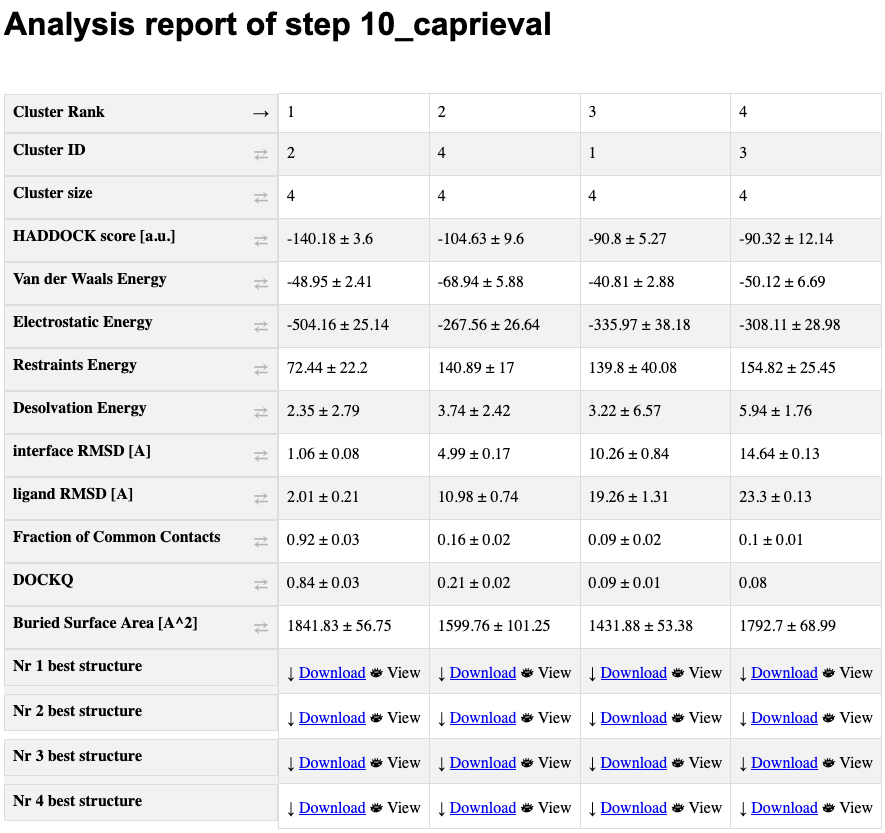 Analysis report of step 10_caprieval
Cluster Rank → 1 2 3 4
Cluster ID ⇄ 2 4 1 3
Cluster size ⇄ 4 4 4 4
HADDOCK score [a.u.] ⇄ -140.18 ± 3.6 -104.63 ± 9.6 -90.8 ± 5.27 -90.32 ± 12.14
Van der Waals Energy ⇄ -48.95 ± 2.41 -68.94 ± 5.88 -40.81 ± 2.88 -50.12 ± 6.69
Electrostatic Energy ⇄ -504.16 ± 25.14 -267.56 ± 26.64 -335.97 ± 38.18 -308.11 ± 28.98
Restraints Energy ⇄ 72.44 ± 22.2 140.89 ± 17 139.8 ± 40.08 154.82 ± 25.45
Desolvation Energy ⇄ 2.35 ± 2.79 3.74 ± 2.42 3.22 ± 6.57 5.94 ± 1.76
interface RMSD [A] ⇄ 1.06 ± 0.08 4.99 ± 0.17 10.26 ± 0.84 14.64 ± 0.13
ligand RMSD [A] ⇄ 2.01 ± 0.21 10.98 ± 0.74 19.26 ± 1.31 23.3 ± 0.13
Fraction of Common Contacts ⇄ 0.92 ± 0.03 0.16 ± 0.02 0.09 ± 0.02 0.1 ± 0.01
DOCKQ ⇄ 0.84 ± 0.03 0.21 ± 0.02 0.09 ± 0.01 0.08
Buried Surface Area [A^2] ⇄ 1841.83 ± 56.75 1599.76 ± 101.25 1431.88 ± 53.38 1792.7 ± 68.99
Nr 1 best structure ↓ Download View ↓ Download View ↓ Download View ↓ Download View
Nr 2 best structure ↓ Download View ↓ Download View ↓ Download View ↓ Download View
Nr 3 best structure ↓ Download View ↓ Download View ↓ Download View ↓ Download View
Nr 4 best structure ↓ Download View ↓ Download View ↓ Download View ↓ Download View